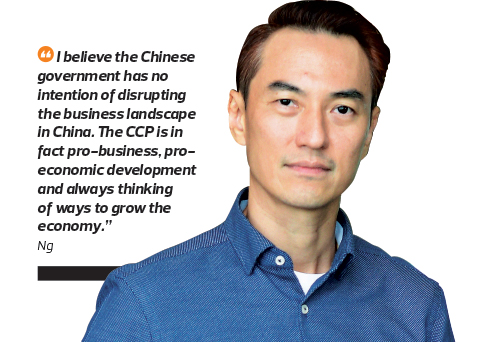 ❝ I believe the Chinese
government has no
intention of disrupting
the business landscape
in China. The CCP is in
fact pro-business, pro-
economic development
and always thinking
of ways to grow the
economy.”
Ng